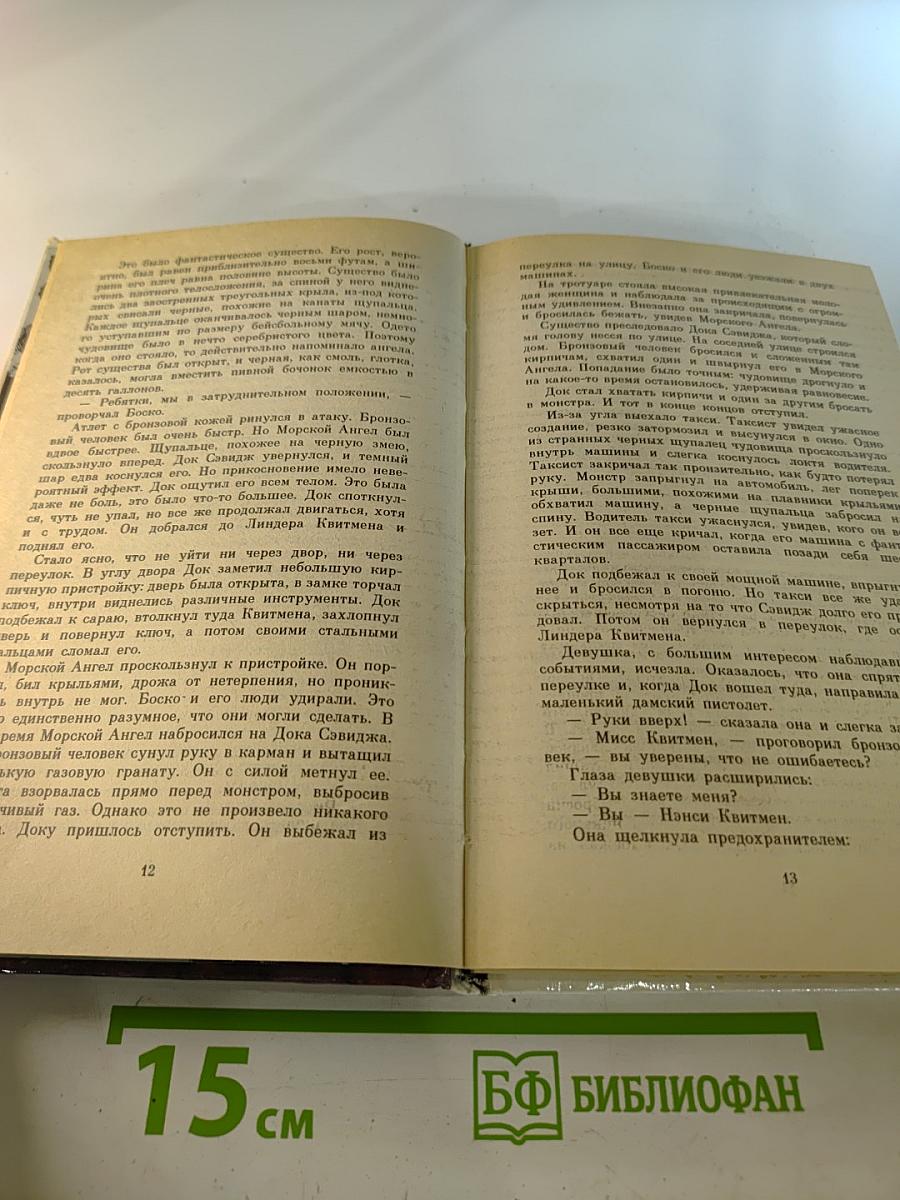 Это было фантастическое существо. Его рост, веро-
ятно, был равен приблизительно восьми футам, а ши-
рина его плеч равна половине высоты. Существо было
очень плотного телосложения, за спиной у него видне-
лись два заостренных треугольных крыла, из-под кото-
рых свисали черные, похожие на канаты щупальца.
Каждое щупальце оканчивалось черным шаром, немно-
го уступавшим по размеру бейсбольному мячу. Одето
чудовище было в нечто серебристого цвета. Поэтому
когда оно стояло, то действительно напоминало ангела.
Рот существа был открыт, и черная, как смоль, глотка,
казалось, могла вместить пивной бочонок емкостью в
десять галлонов.
— Ребятки, мы в затруднительном положении, —
проворчал Боско.
Атлет с бронзовой кожей ринулся в атаку. Бронзо-
вый человек был очень быстр. Но Морской Ангел был
вдвое быстрее. Щупальце, похожее на черную змею,
скользнуло вперед. Док Сэвидж увернулся, и темный
шар едва коснулся его. Но прикосновение имело неве-
роятный эффект. Док ощутил его всем телом. Это была
даже не боль, это было что-то большее. Док споткнул-
ся, чуть не упал, но все же продолжал двигаться, хотя
и с трудом. Он добрался до Линдера Квитмена и
поднял его.
Стало ясно, что не уйти ни через двор, ни через
переулок. В углу двора Док заметил небольшую кир-
пичную пристройку: дверь была открыта, в замке торчал
ключ, внутри виднелись различные инструменты. Док
подбежал к сараю, втолкнул туда Квитмена, захлопнул
верь и повернул ключ, а потом своими стальными
альцами сломал его.
Морской Ангел проскользнул к пристройке. Он пор-
, бил крыльями, дрожа от нетерпения, но проник-
ь внутрь не мог. Боско и его люди удирали. Это
о единственно разумное, что они могли сделать. В
ремя Морской Ангел набросился на Дока Сэвиджа.
ронзовый человек сунул руку в карман и вытащил
ькую газовую гранату. Он с силой метнул ее.
та взорвалась прямо перед монстром, выбросив
чивый газ. Однако это не произвело никакого
. Доку пришлось отступить. Он выбежал из
12
переулка на улицу. Боско и его люди уезжали в двух
машинах.
На тротуаре стояла высокая привлекательная моло-
дая женщина и наблюдала за происходящим с огром-
ным удивлением. Внезапно она закричала, повернулась
и бросилась бежать, увидев Морского Ангела.
Существо преследовало Дока Сэвиджа, который сло-
мя голову несся по улице. На соседней улице строился
дом. Бронзовый человек бросился к сложенным там
кирпичам, схватил один и швырнул его в Морского
Ангела. Попадание было точным: чудовище дрогнуло и
на какое-то время остановилось, удерживая равновесие.
Док стал хватать кирпичи и один за другим бросать
в монстра. И тот в конце концов отступил.
Из-за угла выехало такси. Таксист увидел ужасное
создание, резко затормозил и высунулся в окно. Одно
из странных черных щупалец чудовища проскользнуло
внутрь машины и слегка коснулось локтя водителя.
Таксист закричал так пронзительно, как будто потерял
руку. Монстр запрыгнул на автомобиль, лег поперек
крыши, большими, похожими на плавники крыльями
обхватил машину, а черные щупальца забросил н
спину. Водитель такси ужаснулся, увидев, кого он ве
зет. И он все еще кричал, когда его машина с фант
стическим пассажиром оставила позади себя шес
кварталов.
Док подбежал к своей мощной машине, впрыгн
нее и бросился в погоню. Но такси все же уда
скрыться, несмотря на то что Сэвидж долго его пр
довал. Потом он вернулся в переулок, где ос
Линдера Квитмена.
Девушка, с большим интересом наблюдав
событиями, исчезла. Оказалось, что она спрят
переулке и, когда Док вошел туда, направила
маленький дамский пистолет.
— Руки вверх! — сказала она и слегка за
— Мисс Квитмен, — проговорил бронзо
век, — вы уверены, что не ошибаетесь?
Глаза девушки расширились:
— Вы знаете меня?
— Вы — Нэнси Квитмен.
Она щелкнула предохранителем:
13
15 см
БФ БИБЛИОФАН